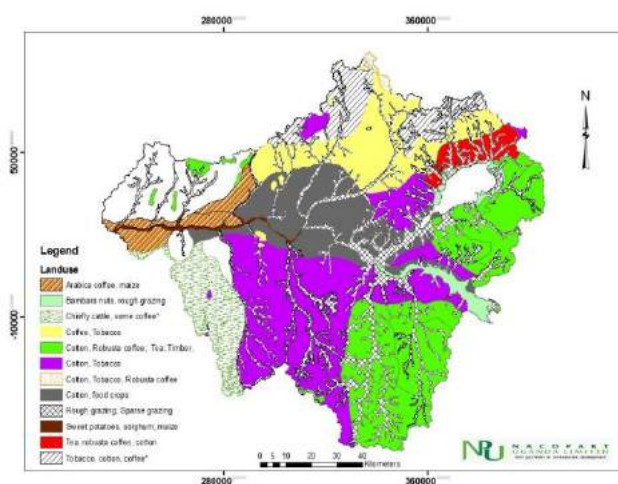 280000 360000
N
50000
-10000
Legend
Landuse
Arabica coffee, maize
Bambara nuts, rough grazing
Chiefly cattle, some coffee*
Coffee, Tobacco
Cotton, Robusta coffee, Tea, Timber,
Cotton, Tobacco
Cotton, Tobacco, Robusta coffee
Cotton, food crops
Rough grazing, Sparse grazing
Sweet potatoes, sorghum, maize
Tea, robusta coffee, cotton
Tobacco, cotton, coffee*
0 5 10 20 30 40
Kilometers
NACOPART
UGANDA LIMITED
280000 360000